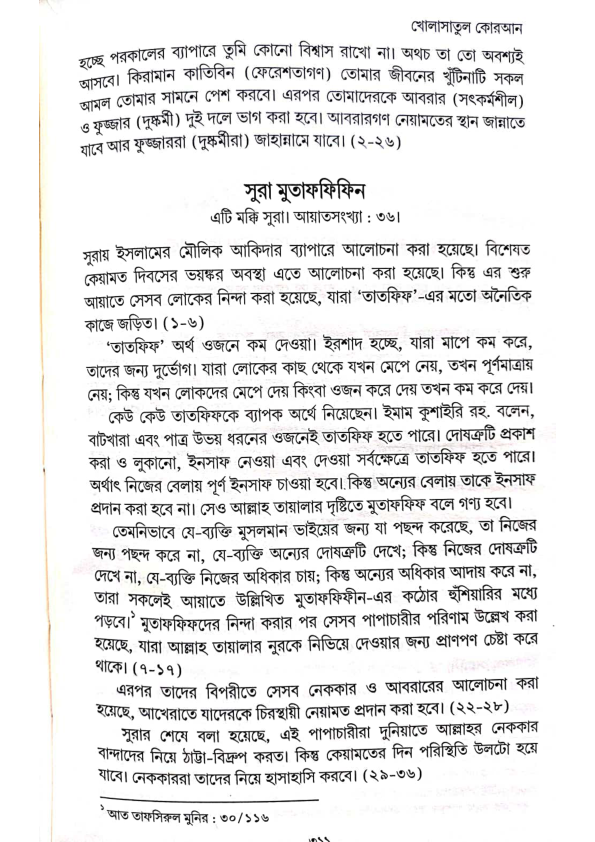 খোলাসাতুল কোরআন
হচ্ছে পরকালের ব্যাপারে তুমি কোনো বিশ্বাস রাখো না। অথচ তা তো অবশ্যই
আসবে। কিরামান কাতিবিন (ফেরেশতাগণ) তোমার জীবনের খুঁটিনাটি সকল
আমল তোমার সামনে পেশ করবে। এরপর তোমাদেরকে আবরার (সৎকর্মশীল)
ও ফুজ্জার (দুষ্কর্মী) দুই দলে ভাগ করা হবে। আবরারগণ নেয়ামতের স্থান জান্নাতে
যাবে আর ফুজ্জাররা (দুষ্কর্মীরা) জাহান্নামে যাবে। (২-২৬)
সুরা মুতাফফিফিন
এটি মক্কি সুরা। আয়াতসংখ্যা : ৩৬।
সুরায় ইসলামের মৌলিক আকিদার ব্যাপারে আলোচনা করা হয়েছে। বিশেষত
কেয়ামত দিবসের ভয়ঙ্কর অবস্থা এতে আলোচনা করা হয়েছে। কিন্তু এর শুরু
আয়াতে সেসব লোকের নিন্দা করা হয়েছে, যারা ‘তাতফিফ’-এর মতো অনৈতিক
কাজে জড়িত। (১-৬)
‘তাতফিফ’ অর্থ ওজনে কম দেওয়া। ইরশাদ হচ্ছে, যারা মাপে কম করে,
তাদের জন্য দুর্ভোগ। যারা লোকের কাছ থেকে যখন মেপে নেয়, তখন পূর্ণমাত্রায়
নেয়; কিন্তু যখন লোকদের মেপে দেয় কিংবা ওজন করে দেয় তখন কম করে দেয়।
কেউ কেউ তাতফিফকে ব্যাপক অর্থে নিয়েছেন। ইমাম কুশাইরি রহ. বলেন,
বাটখারা এবং পাত্র উভয় ধরনের ওজনেই তাতফিফ হতে পারে। দোষত্রুটি প্রকাশ
করা ও লুকানো, ইনসাফ নেওয়া এবং দেওয়া সর্বক্ষেত্রে তাতফিফ হতে পারে।
অর্থাৎ নিজের বেলায় পূর্ণ ইনসাফ চাওয়া হবে। কিন্তু অন্যের বেলায় তাকে ইনসাফ
প্রদান করা হবে না। সেও আল্লাহ তায়ালার দৃষ্টিতে মুতাফফিফ বলে গণ্য হবে।
তেমনিভাবে যে-ব্যক্তি মুসলমান ভাইয়ের জন্য যা পছন্দ করেছে, তা নিজের
জন্য পছন্দ করে না, যে-ব্যক্তি অন্যের দোষত্রুটি দেখে; কিন্তু নিজের দোষত্রুটি
দেখে না, যে-ব্যক্তি নিজের অধিকার চায়; কিন্তু অন্যের অধিকার আদায় করে না,
তারা সকলেই আয়াতে উল্লিখিত মুতাফফিফীন-এর কঠোর হুঁশিয়ারির মধ্যে
পড়বে।¹ মুতাফফিফদের নিন্দা করার পর সেসব পাপাচারীর পরিণাম উল্লেখ করা
হয়েছে, যারা আল্লাহ তায়ালার নুরকে নিভিয়ে দেওয়ার জন্য প্রাণপণ চেষ্টা করে
থাকে। (৭-১৭)
এরপর তাদের বিপরীতে সেসব নেককার ও আবরারের আলোচনা করা
হয়েছে, আখেরাতে যাদেরকে চিরস্থায়ী নেয়ামত প্রদান করা হবে। (২২-২৮)
সুরার শেষে বলা হয়েছে, এই পাপাচারীরা দুনিয়াতে আল্লাহর নেককার
বান্দাদের নিয়ে ঠাট্টা-বিদ্রুপ করত। কিন্তু কেয়ামতের দিন পরিস্থিতি উলটো হয়ে
যাবে। নেককাররা তাদের নিয়ে হাসাহাসি করবে। (২৯-৩৬)
¹ আত তাফসিরুল মুনির : ৩০/১১৬